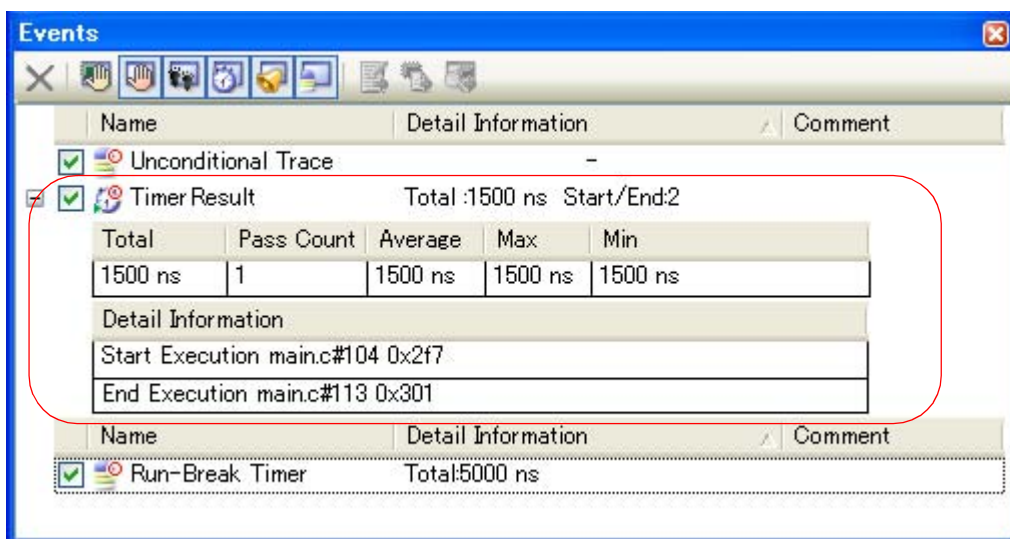 Events
Name Detail Information Comment
Unconditional Trace -
Timer Result Total :1500 ns Start/End:2
Total Pass Count Average Max Min
1500 ns 1 1500 ns 1500 ns 1500 ns
Detail Information
Start Execution main.c#104 0x2f7
End Execution main.c#113 0x301
Name Detail Information Comment
Run-Break Timer Total:5000 ns